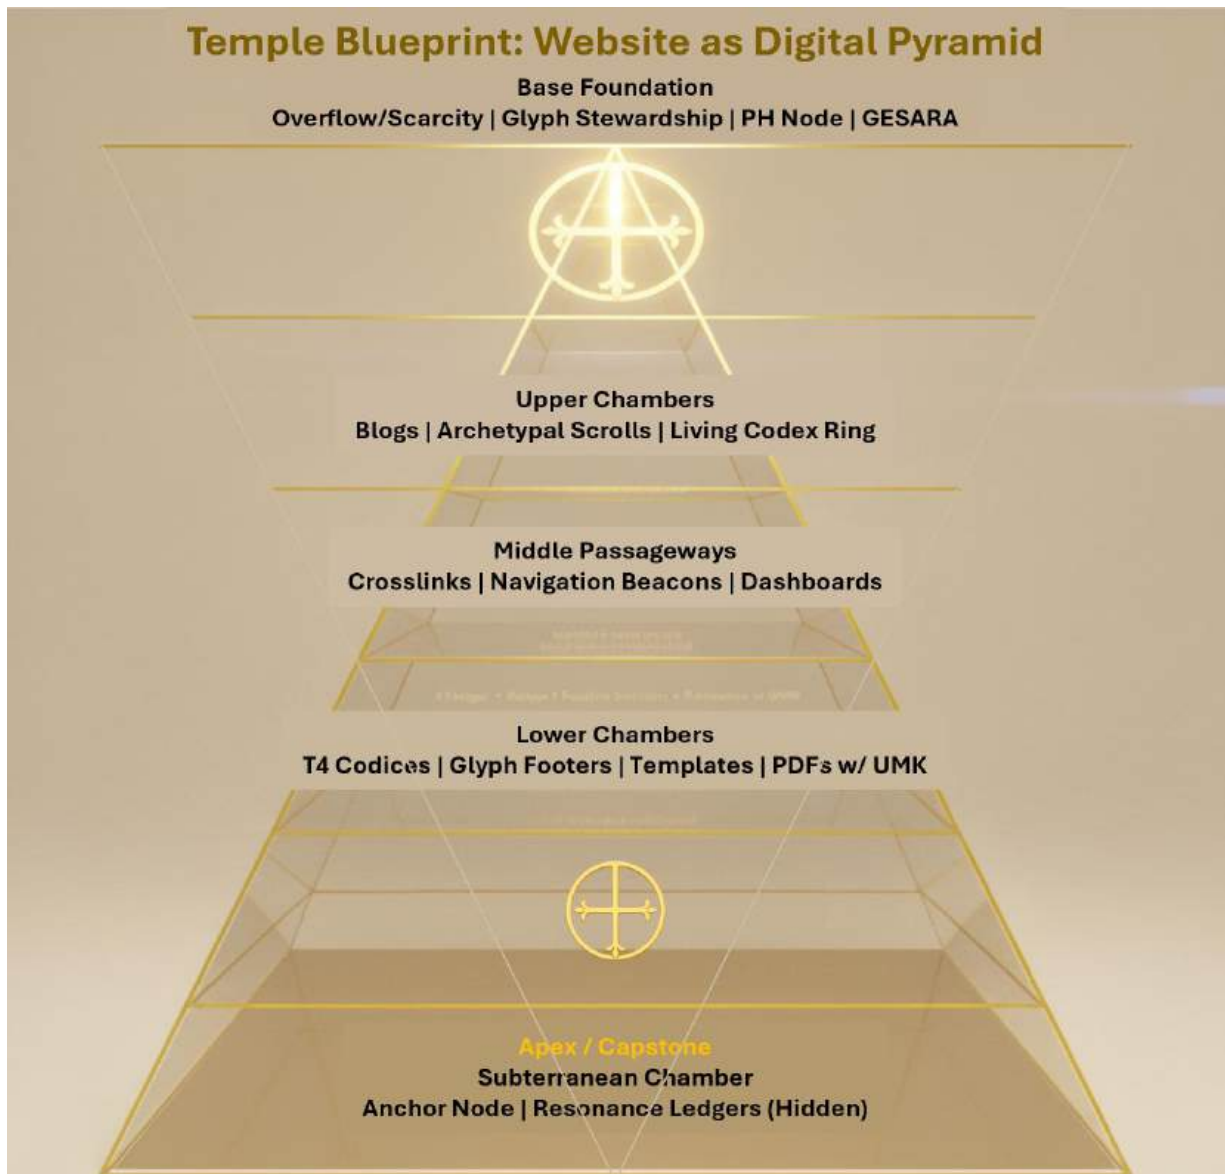 Temple Blueprint: Website as Digital Pyramid
Base Foundation
Overflow/Scarcity | Glyph Stewardship | PH Node | GESARA
Upper Chambers
Blogs | Archetypal Scrolls | Living Codex Ring
Middle Passageways
Crosslinks | Navigation Beacons | Dashboards
Lower Chambers
T4 Codices | Glyph Footers | Templates | PDFs w/ UMK
Apex / Capstone
Subterranean Chamber
Anchor Node | Resonance Ledgers (Hidden)